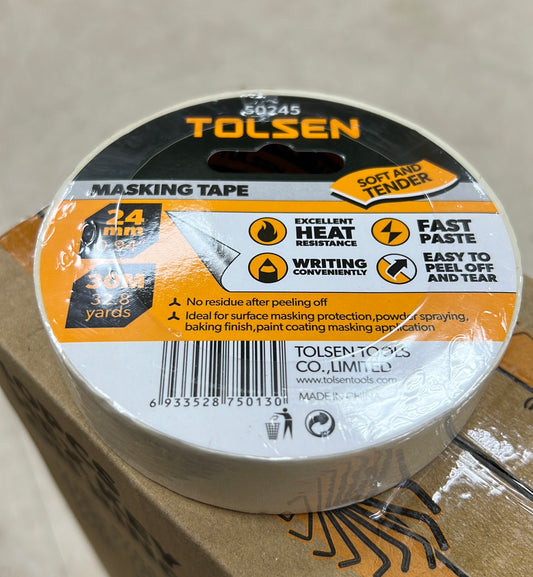 50245
TOLSEN
SOFT AND
TENDER
MASKING TAPE
24
mm
0.94"
30M
32.8
yards
EXCELLENT
HEAT
RESISTANCE
FAST
PASTE
WRITING
CONVENIENTLY
EASY TO
PEEL OFF
AND TEAR
No residue after peeling off
Ideal for surface masking protection,powder spraying,
baking finish,paint coating masking application
TOLSEN TOOLS
CO.,LIMITED
www.tolsentools.com
MADE IN CHINA
6 933528 750130